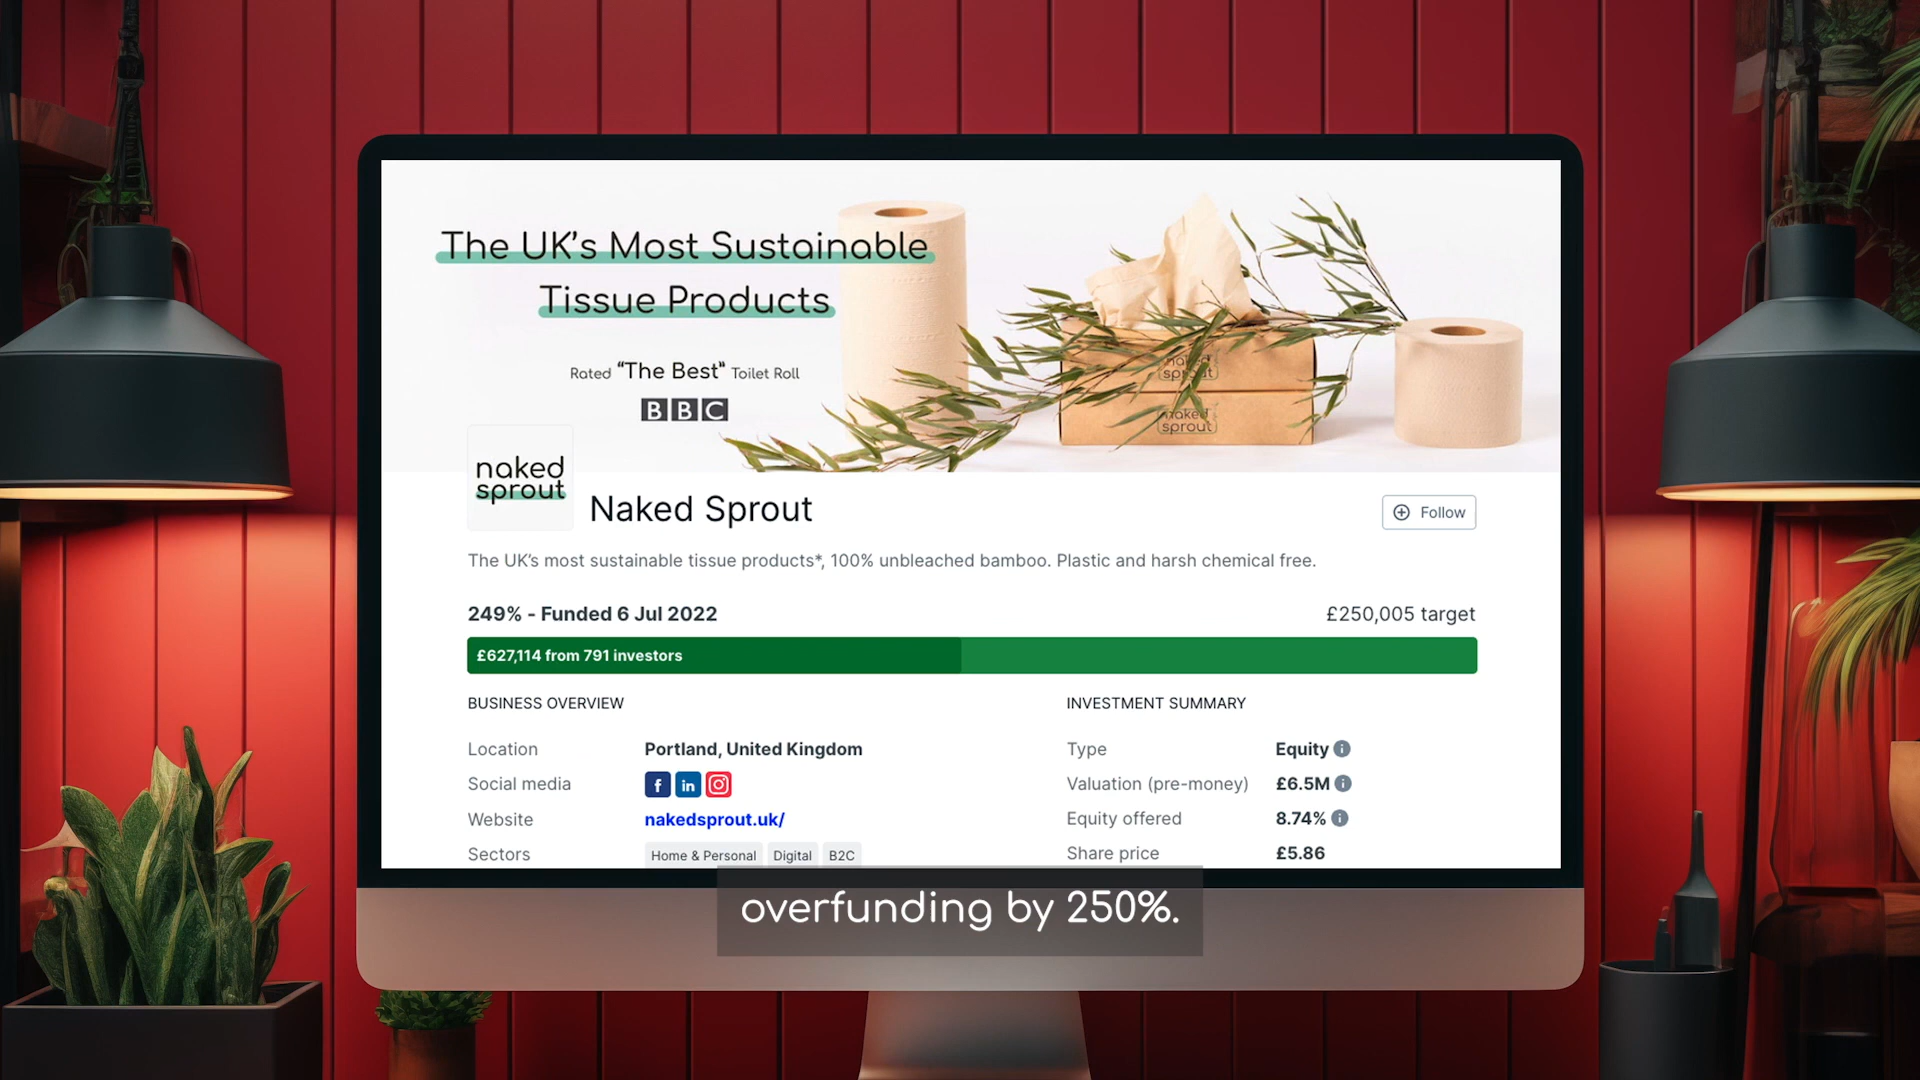 The UK's Most Sustainable
Tissue Products
Rated "The Best" Toilet Roll
BBC
naked
sprout
naked
sprout
naked
sprout
Naked Sprout
Follow
The UK's most sustainable tissue products*, 100% unbleached bamboo. Plastic and harsh chemical free.
249% - Funded 6 Jul 2022
£250,005 target
£627,114 from 791 investors
BUSINESS OVERVIEW
Location Portland, United Kingdom
Social media
Website nakedsprout.uk/
Sectors Home & Personal Digital B2C
INVESTMENT SUMMARY
Type Equity
Valuation (pre-money) £6.5M
Equity offered 8.74%
Share price £5.86
overfunding by 250%.